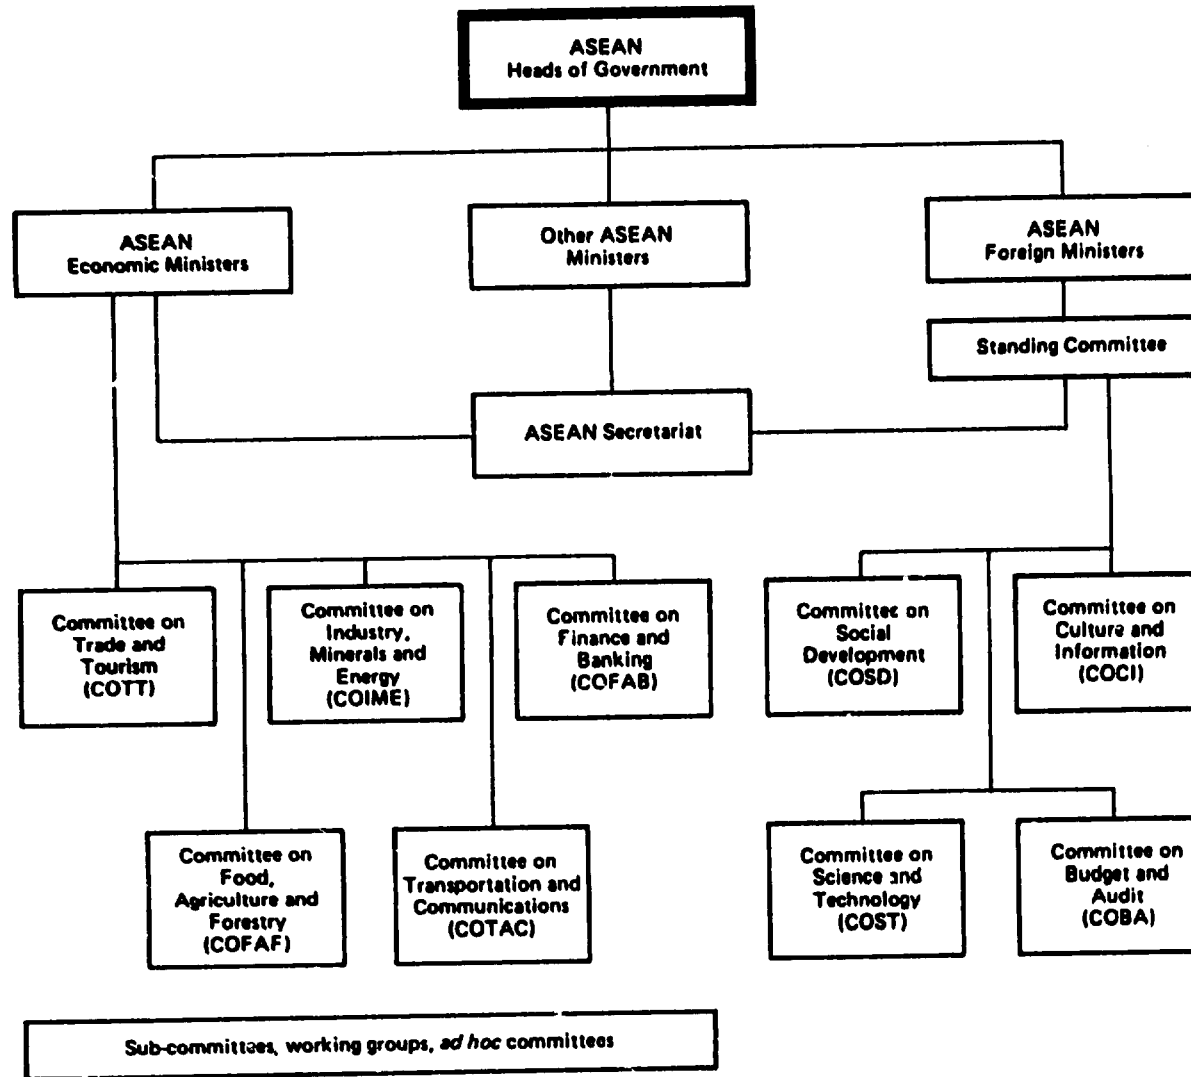 ASEAN
Heads of Government
ASEAN
Economic Ministers
Other ASEAN
Ministers
ASEAN
Foreign Ministers
Standing Committee
ASEAN Secretariat
Committee on
Trade and
Tourism
(COTT)
Committee on
Industry,
Minerals and
Energy
(COIME)
Committee on
Finance and
Banking
(COFAB)
Committee on
Social
Development
(COSD)
Committee on
Culture and
Information
(COCI)
Committee on
Food,
Agriculture and
Forestry
(COFAF)
Committee on
Transportation and
Communications
(COTAC)
Committee on
Science and
Technology
(COST)
Committee on
Budget and
Audit
(COBA)
Sub-committees, working groups, ad hoc committees